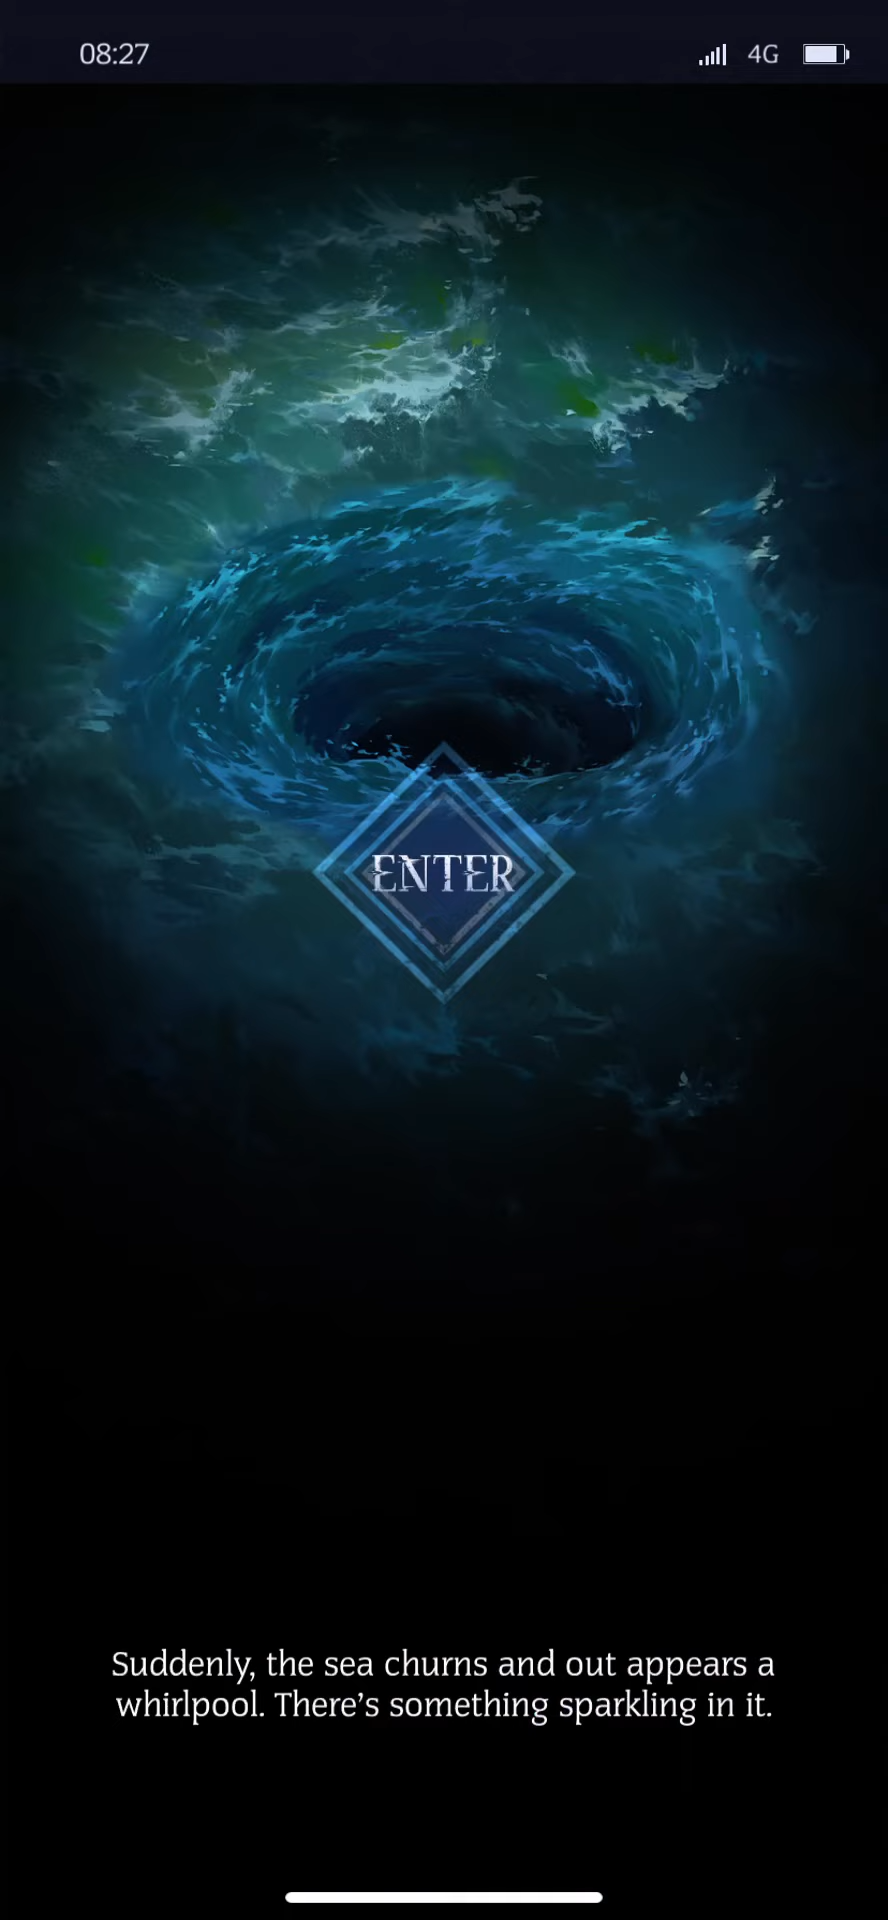 08:27
4G
ENTER
Suddenly, the sea churns and out appears a
whirlpool. There’s something sparkling in it.